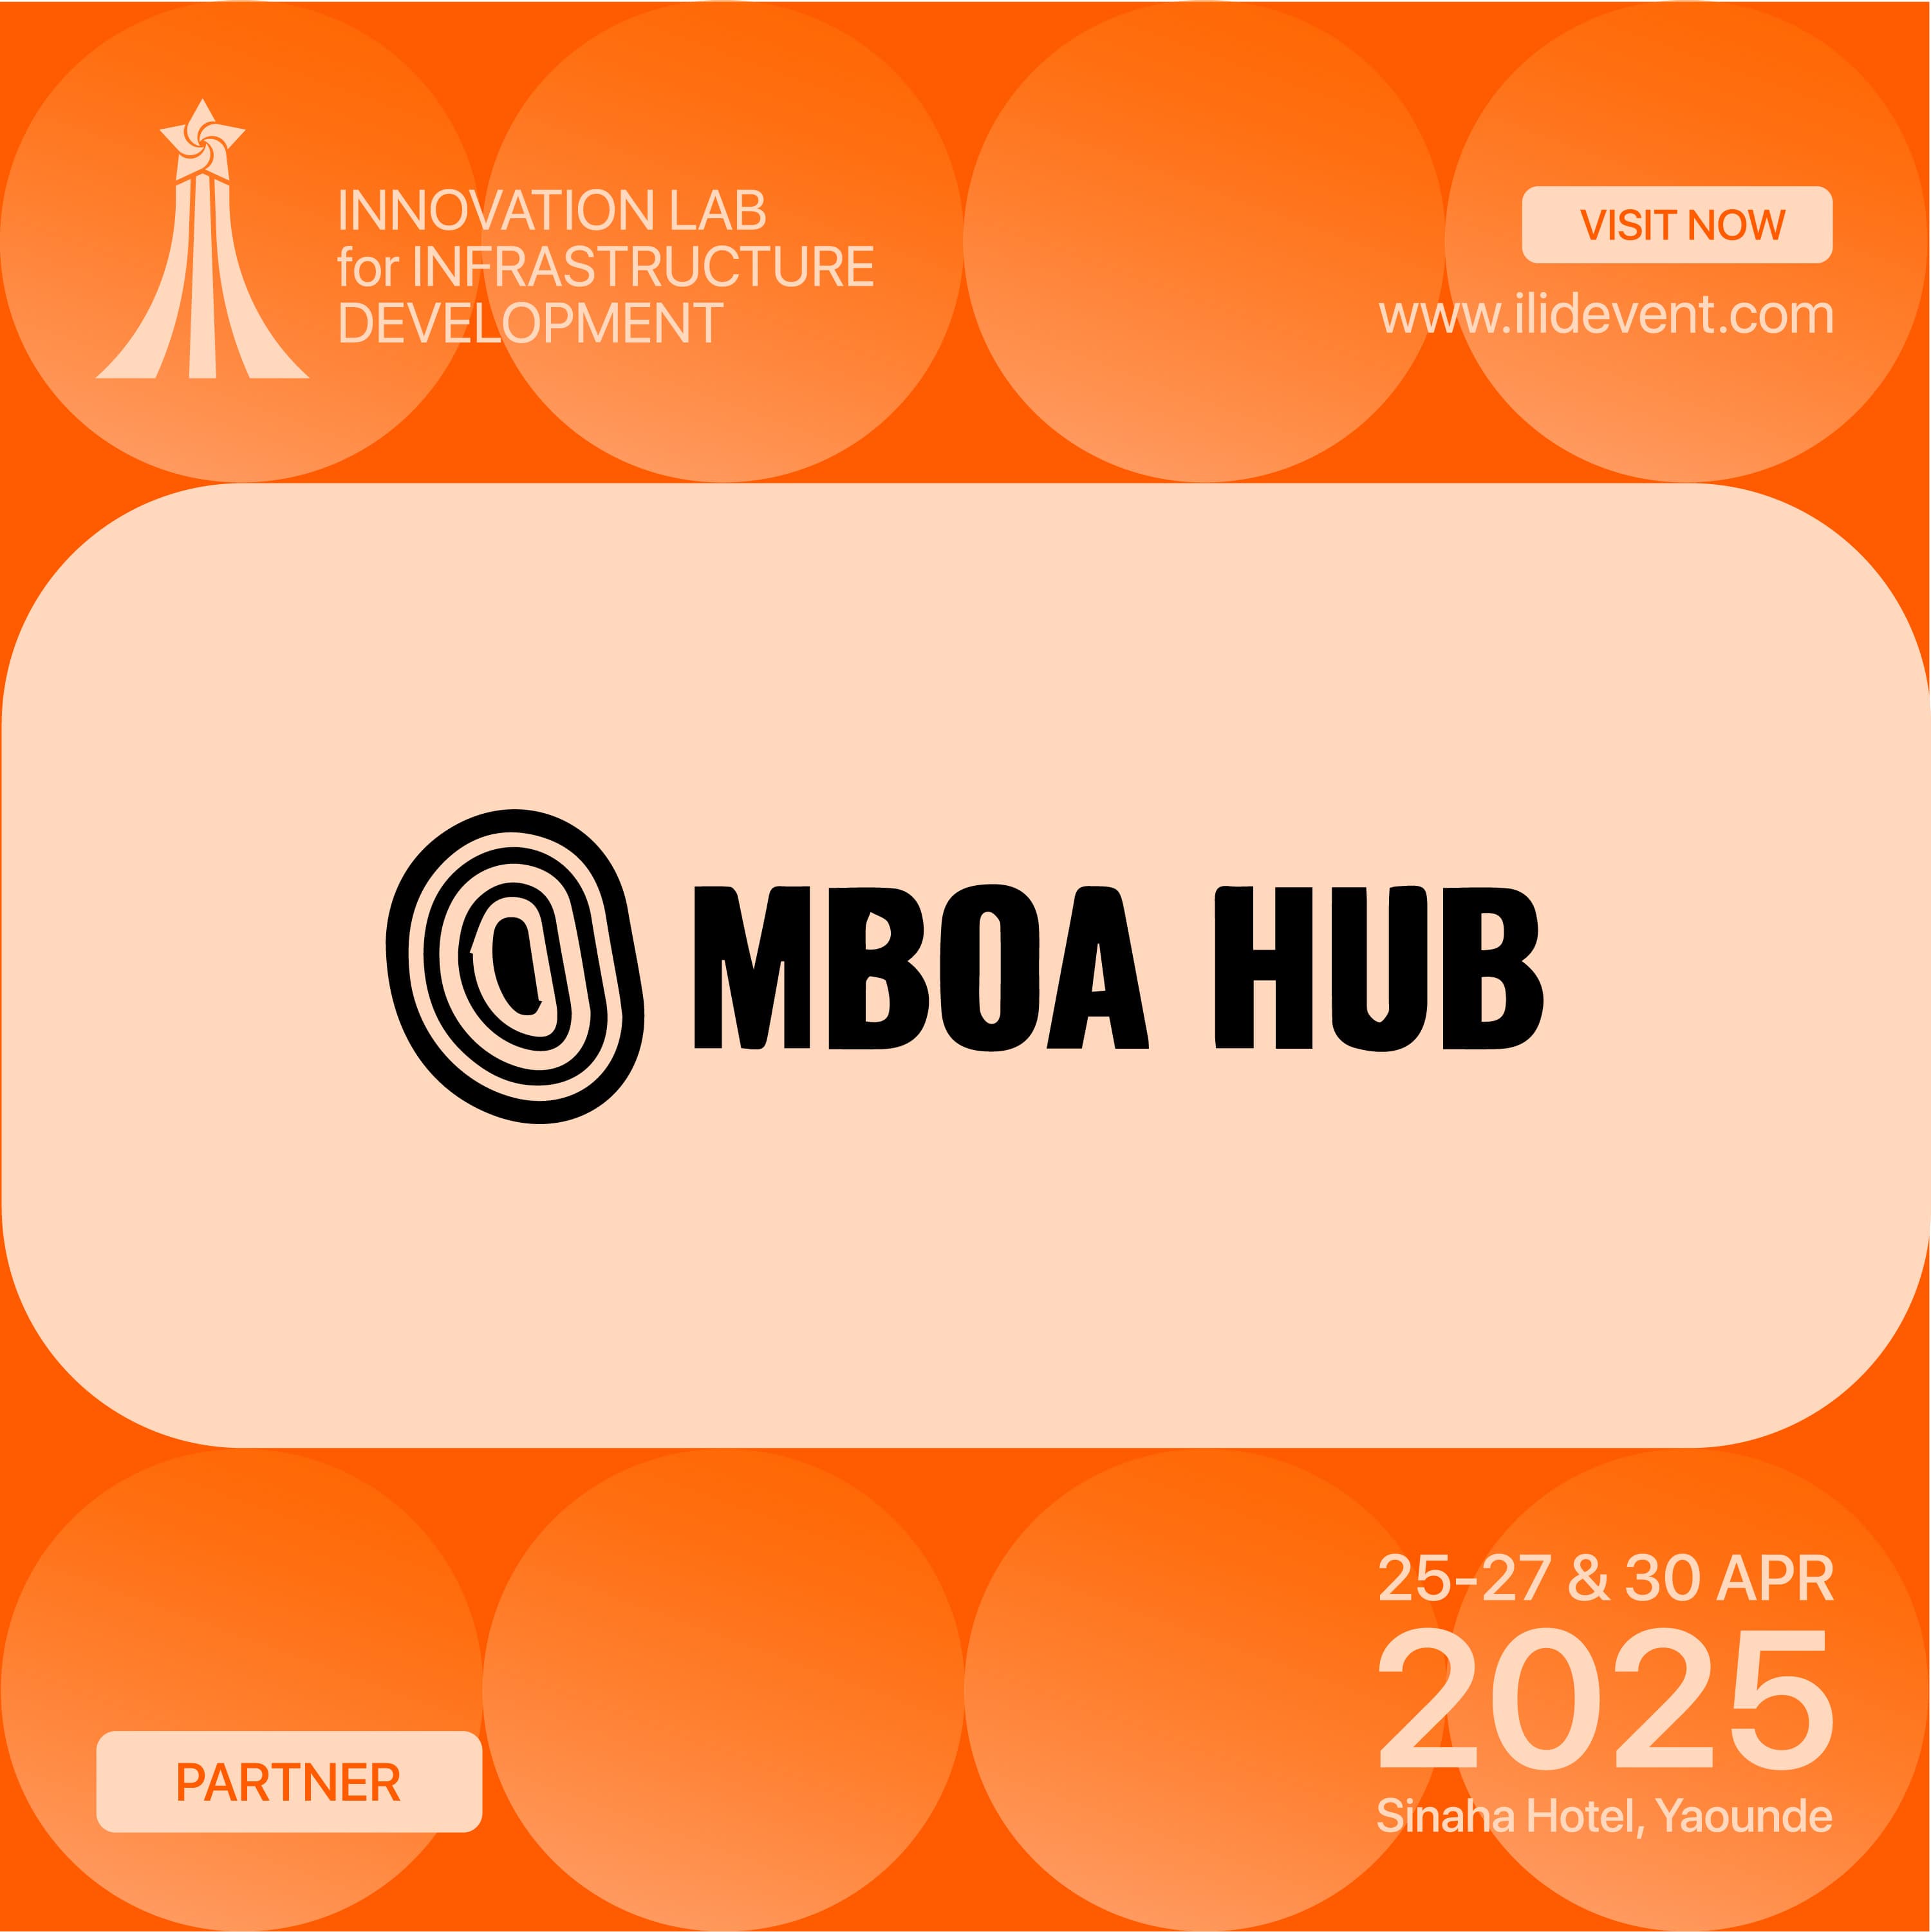 INNOVATION LAB
for INFRASTRUCTURE
DEVELOPMENT
VISIT NOW
www.ilidevent.com
MBOA HUB
PARTNER
25-27 & 30 APR
2025
Sinaha Hotel, Yaounde